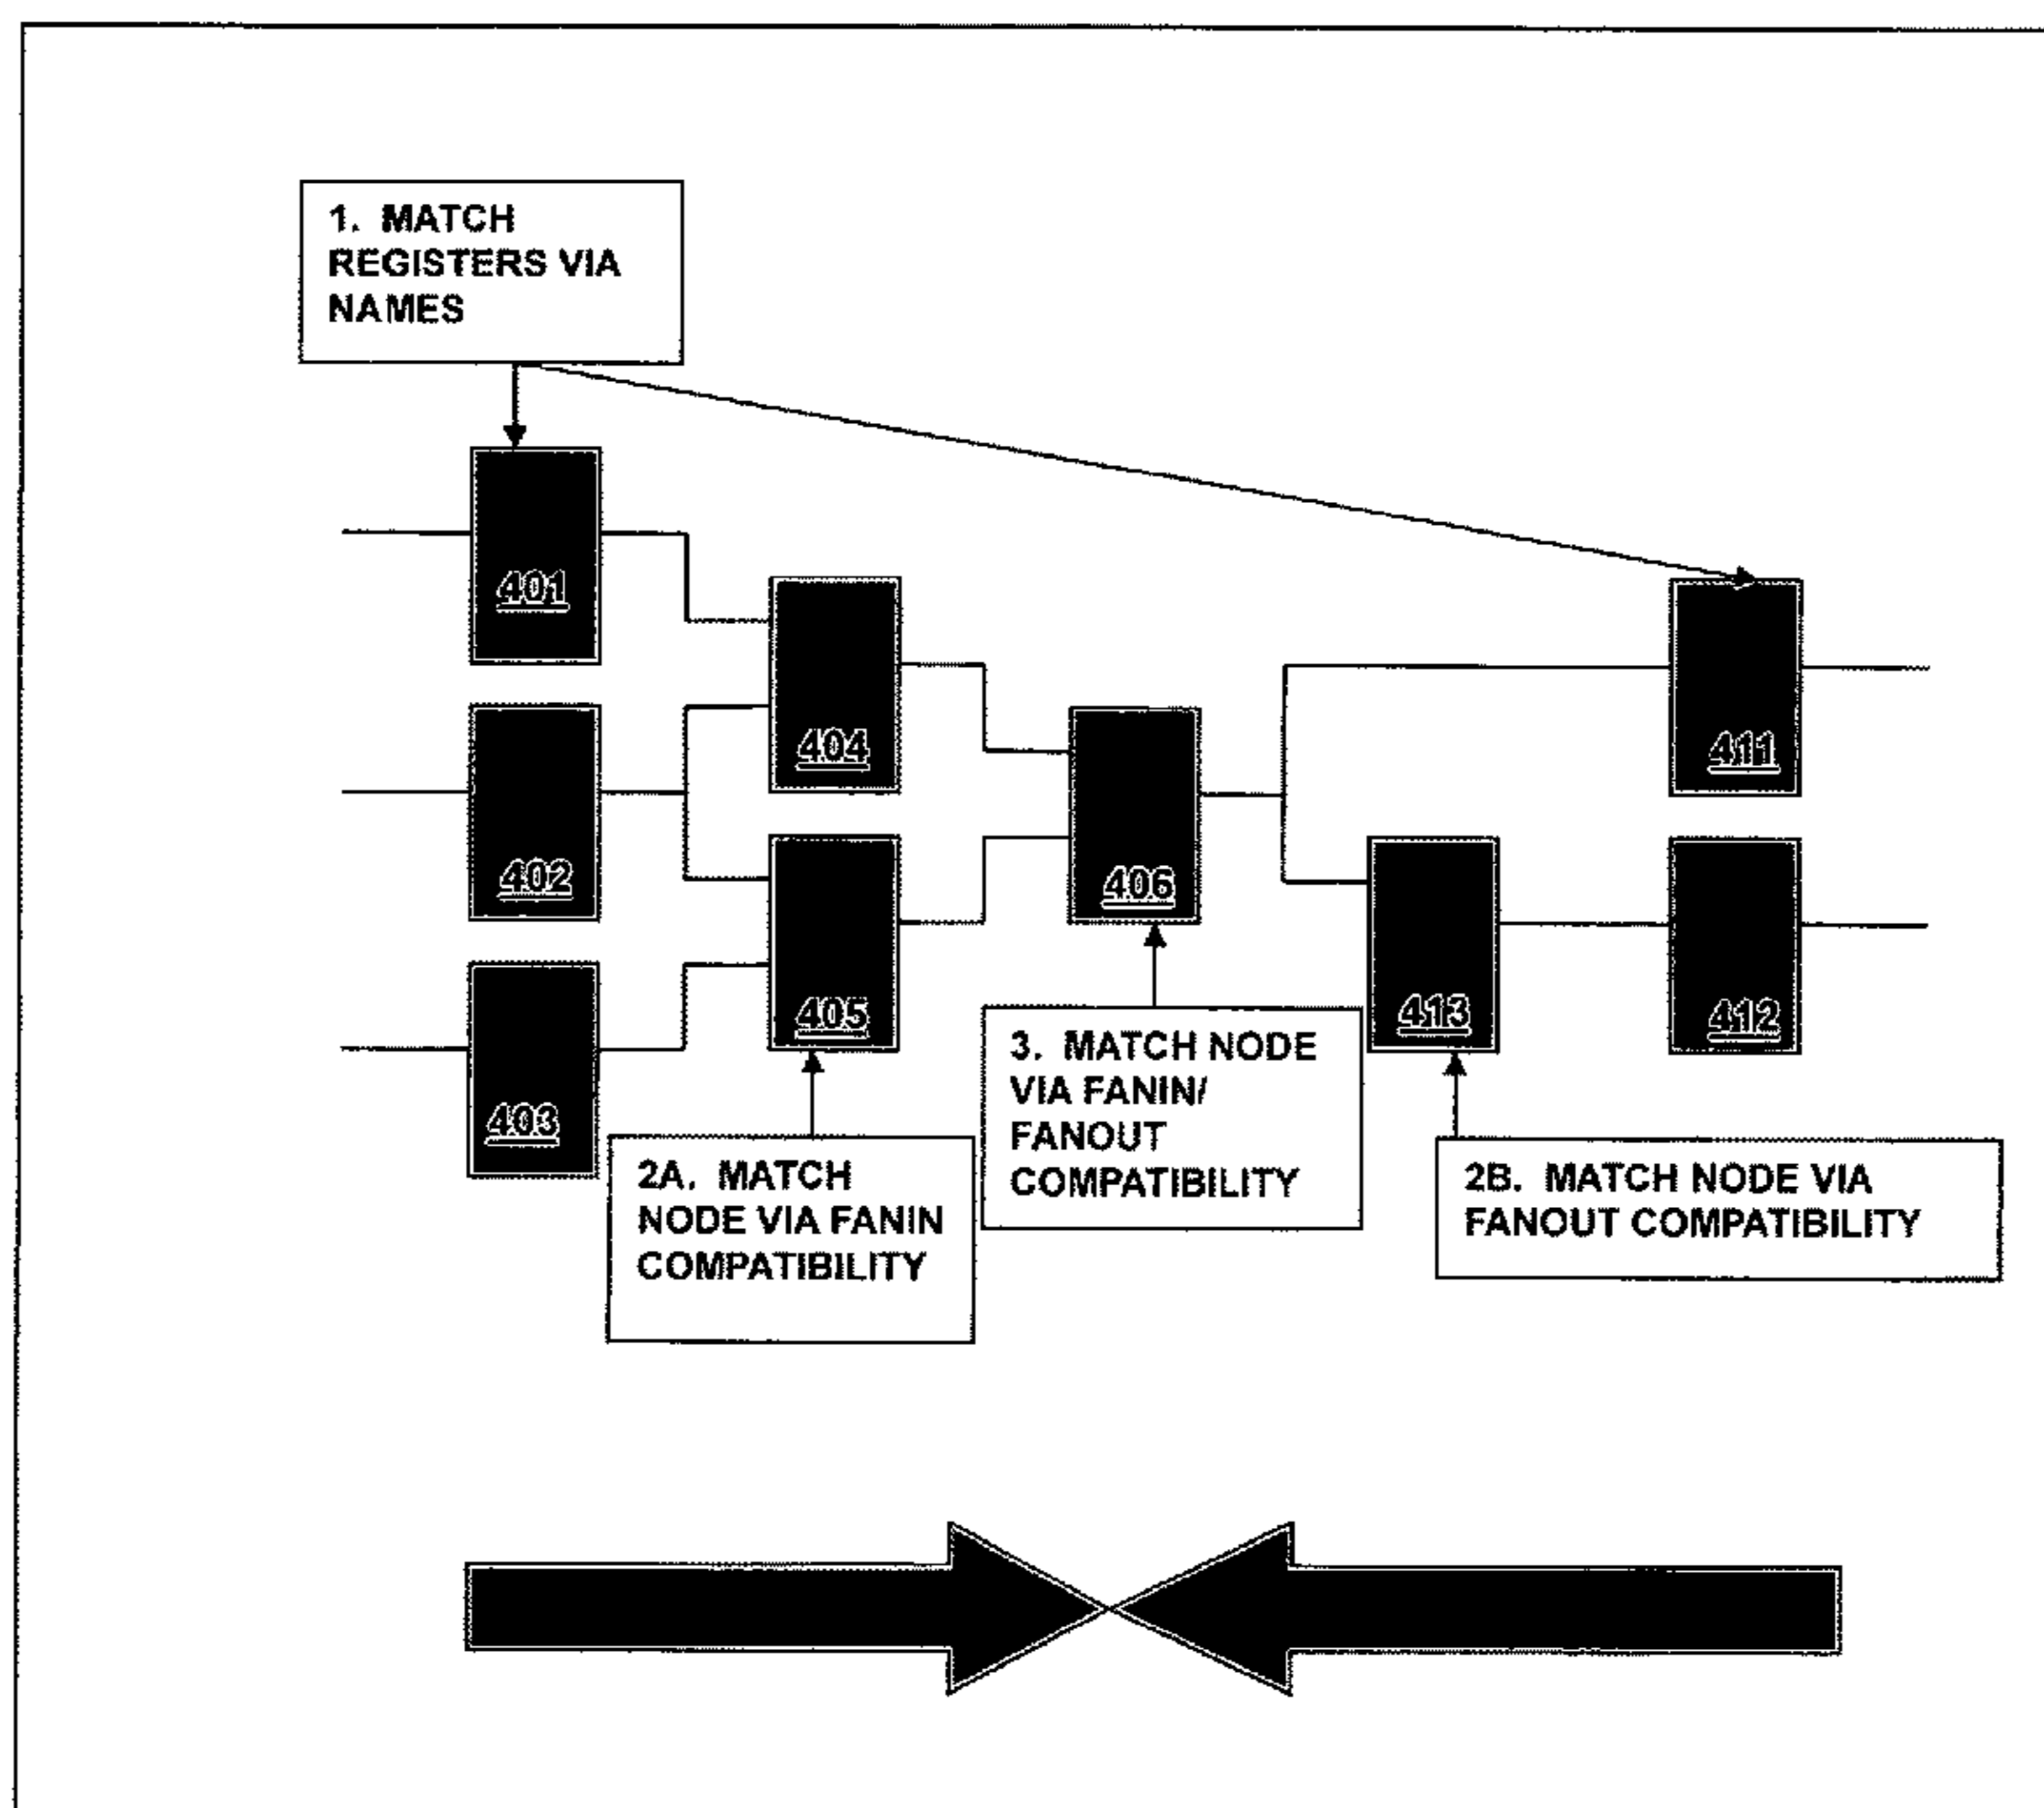 1. MATCH
REGISTERS VIA
NAMES
401
404
411
402
406
405
413
412
403
3. MATCH NODE
VIA FANIN/
FANOUT
COMPATIBILITY
2A. MATCH
NODE VIA FANIN
COMPATIBILITY
2B. MATCH NODE VIA
FANOUT COMPATIBILITY